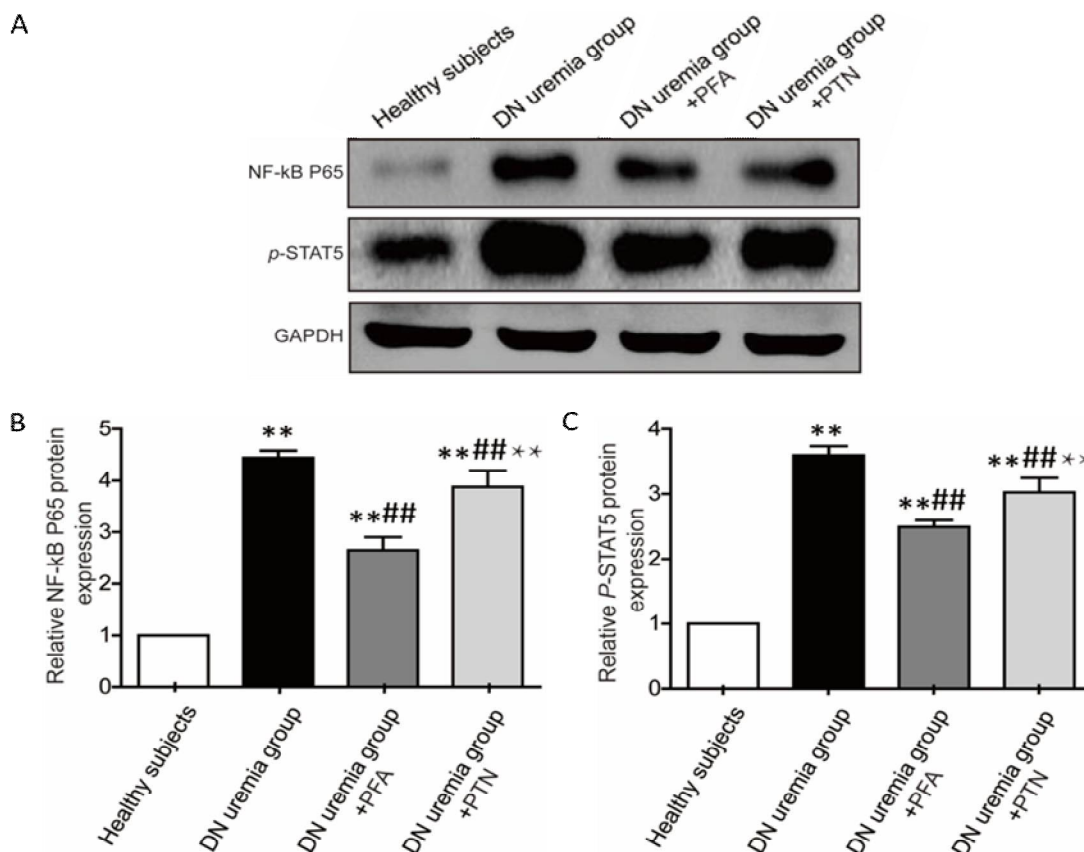 A
Healthy subjects
DN uremia group
DN uremia group
+PFA
DN uremia group
+PTN
NF-kB P65
p-STAT5
GAPDH
B
Relative NF-kB P65 protein
expression
5
4
3
2
1
0
**
**##
**##**
Healthy subjects
DN uremia group
DN uremia group
+PFA
DN uremia group
+PTN
C
Relative P-STAT5 protein
expression
4
3
2
1
0
**
**##
**##**
Healthy subjects
DN uremia group
DN uremia group
+PFA
DN uremia group
+PTN